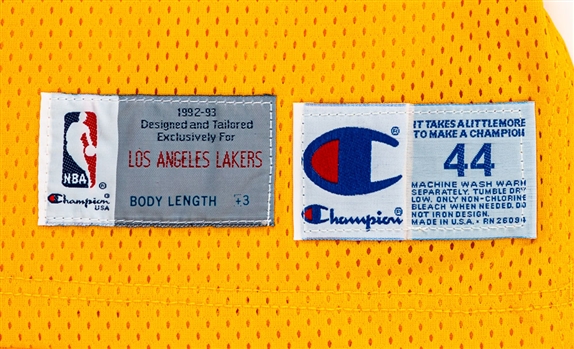 1992-93
Designed and Tailored
Exclusively For
LOS ANGELES LAKERS
BODY LENGTH +3
NBA
®
Champion®
USA
®
Champion
IT TAKES A LITTLE MORE
TO MAKE A CHAMPION
44
MACHINE WASH WARM
SEPARATELY. TUMBLE DRY
LOW. ONLY NON-CHLORINE
BLEACH WHEN NEEDED. DO
NOT IRON DESIGN.
MADE IN U.S.A. • RN 26094